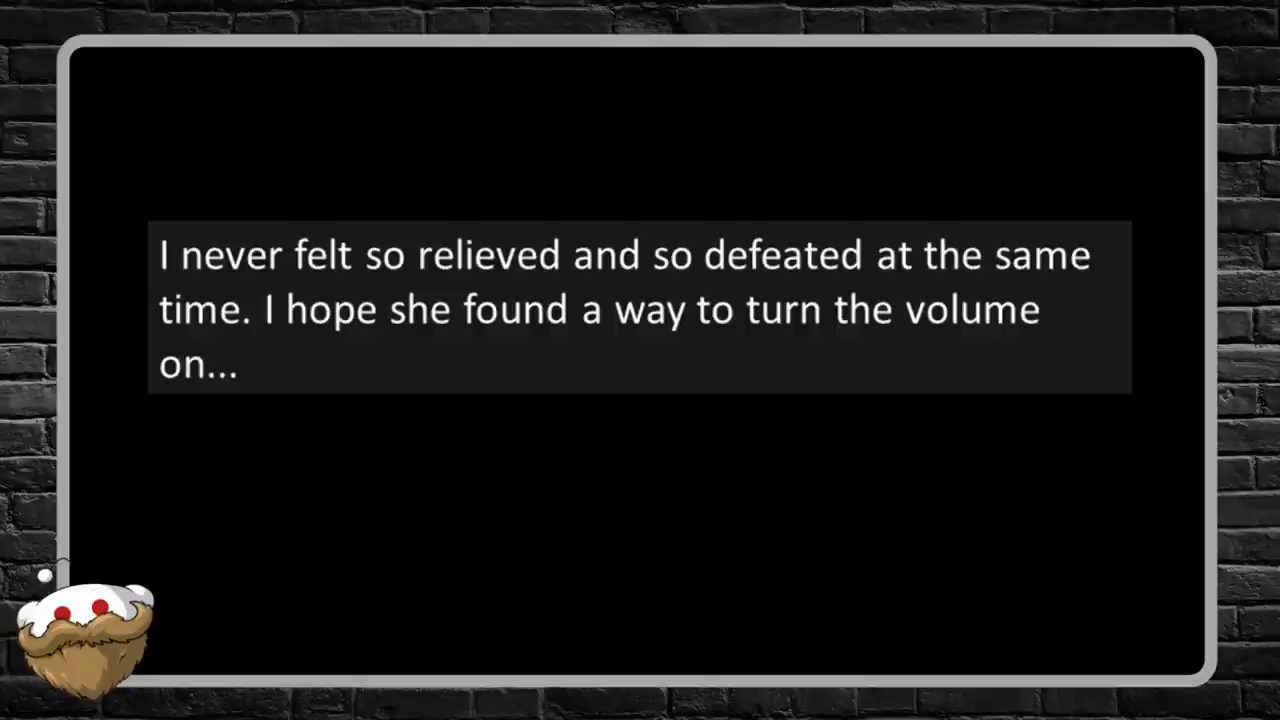 I never felt so relieved and so defeated at the same
time. I hope she found a way to turn the volume
on...